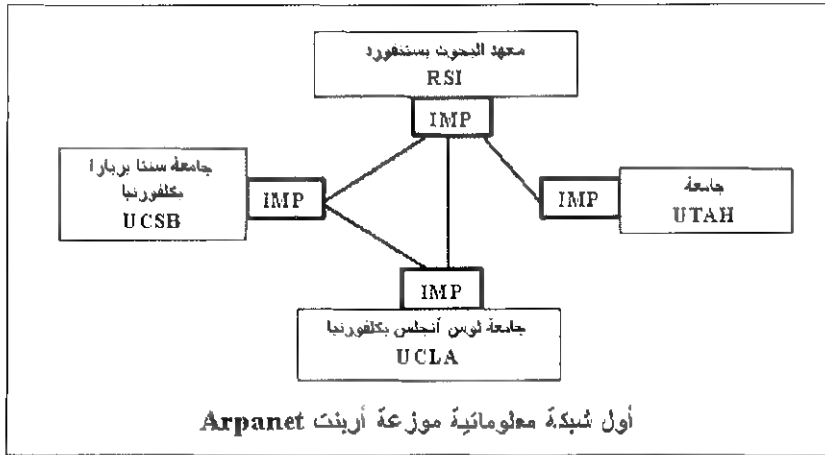 معهد البحوث بستنفورد
RSI
IMP
جامعة سنتا بربارا
بكلفورنيا
UCSB
IMP
IMP
جامعة
UTAH
IMP
جامعة لوس أنجلس بكلفورنيا
UCLA
أول شبكة معلوماتية موزعة أربنت Arpanet